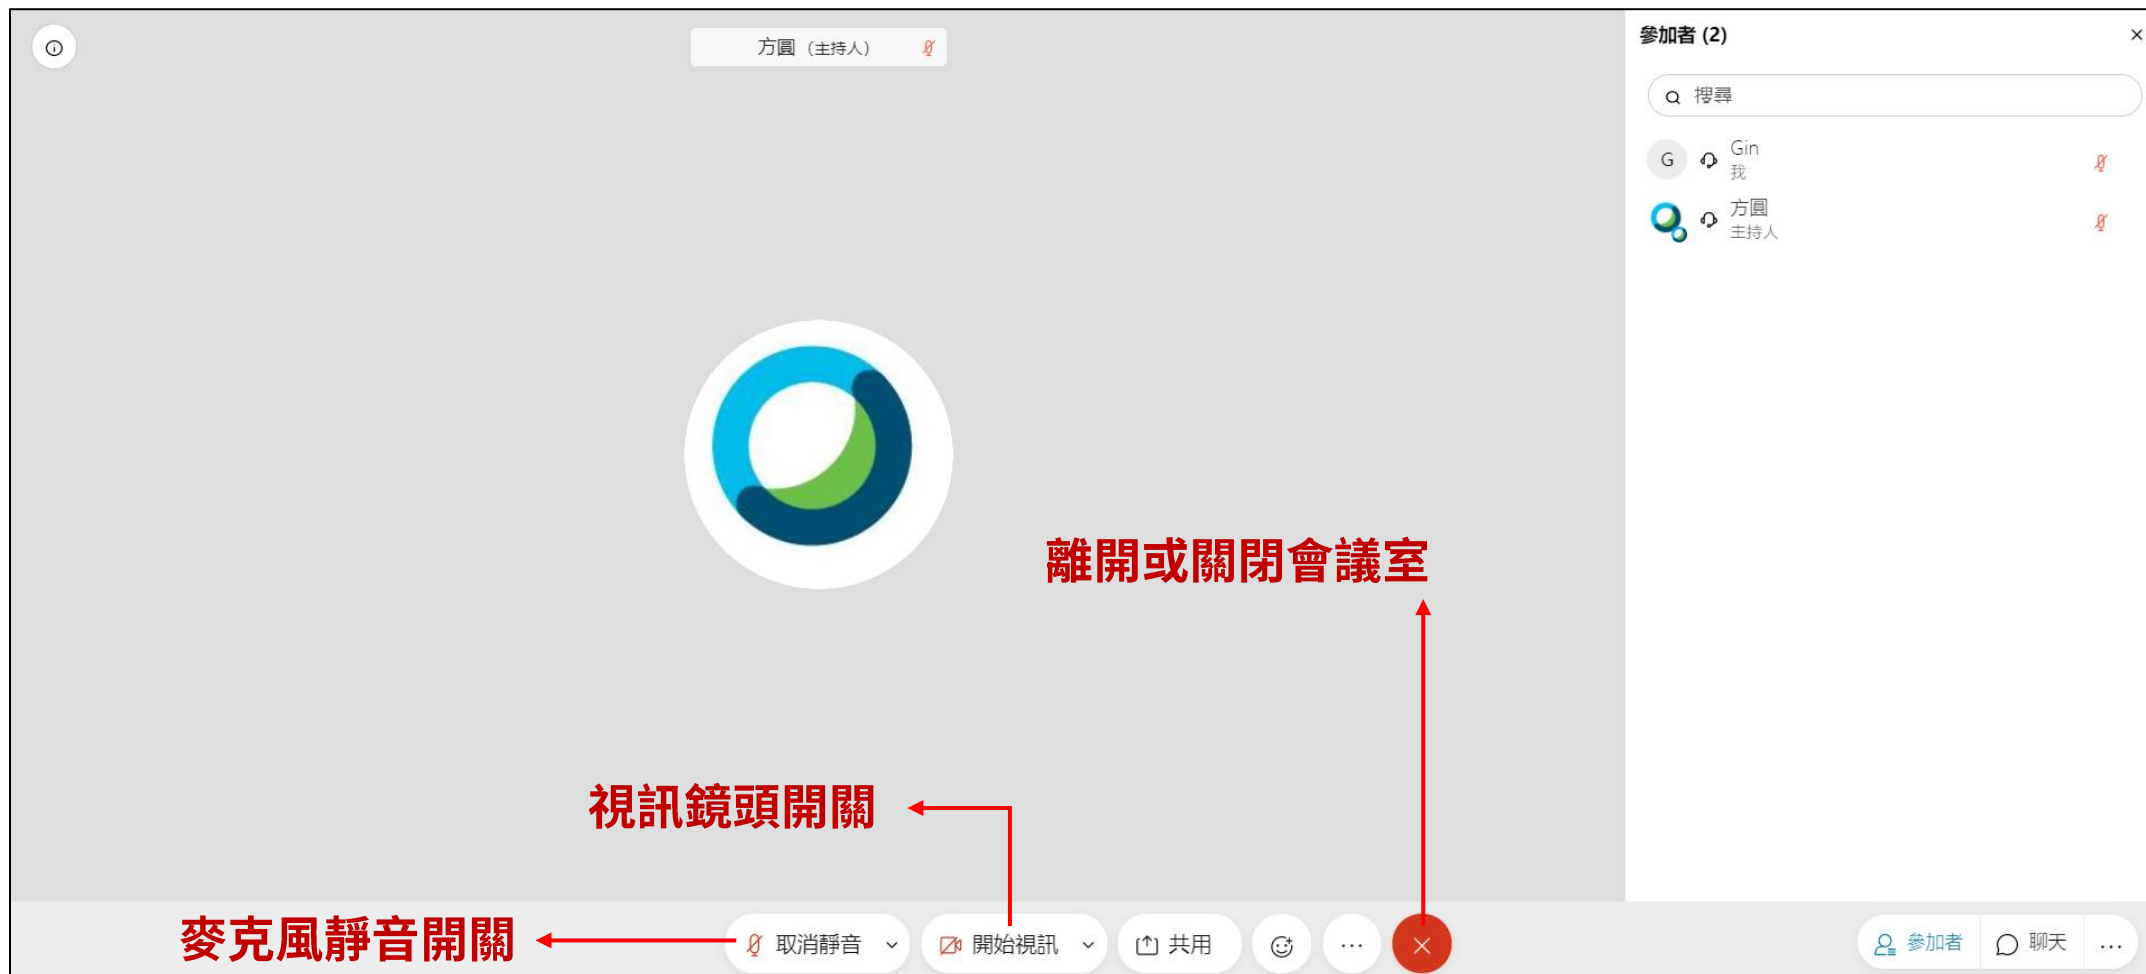 方圓 (主持人)
參加者 (2)
搜尋
G
Gin
我
方圓
主持人
離開或關閉會議室
視訊鏡頭開關
麥克風靜音開關
取消靜音
開始視訊
共用
參加者
聊天